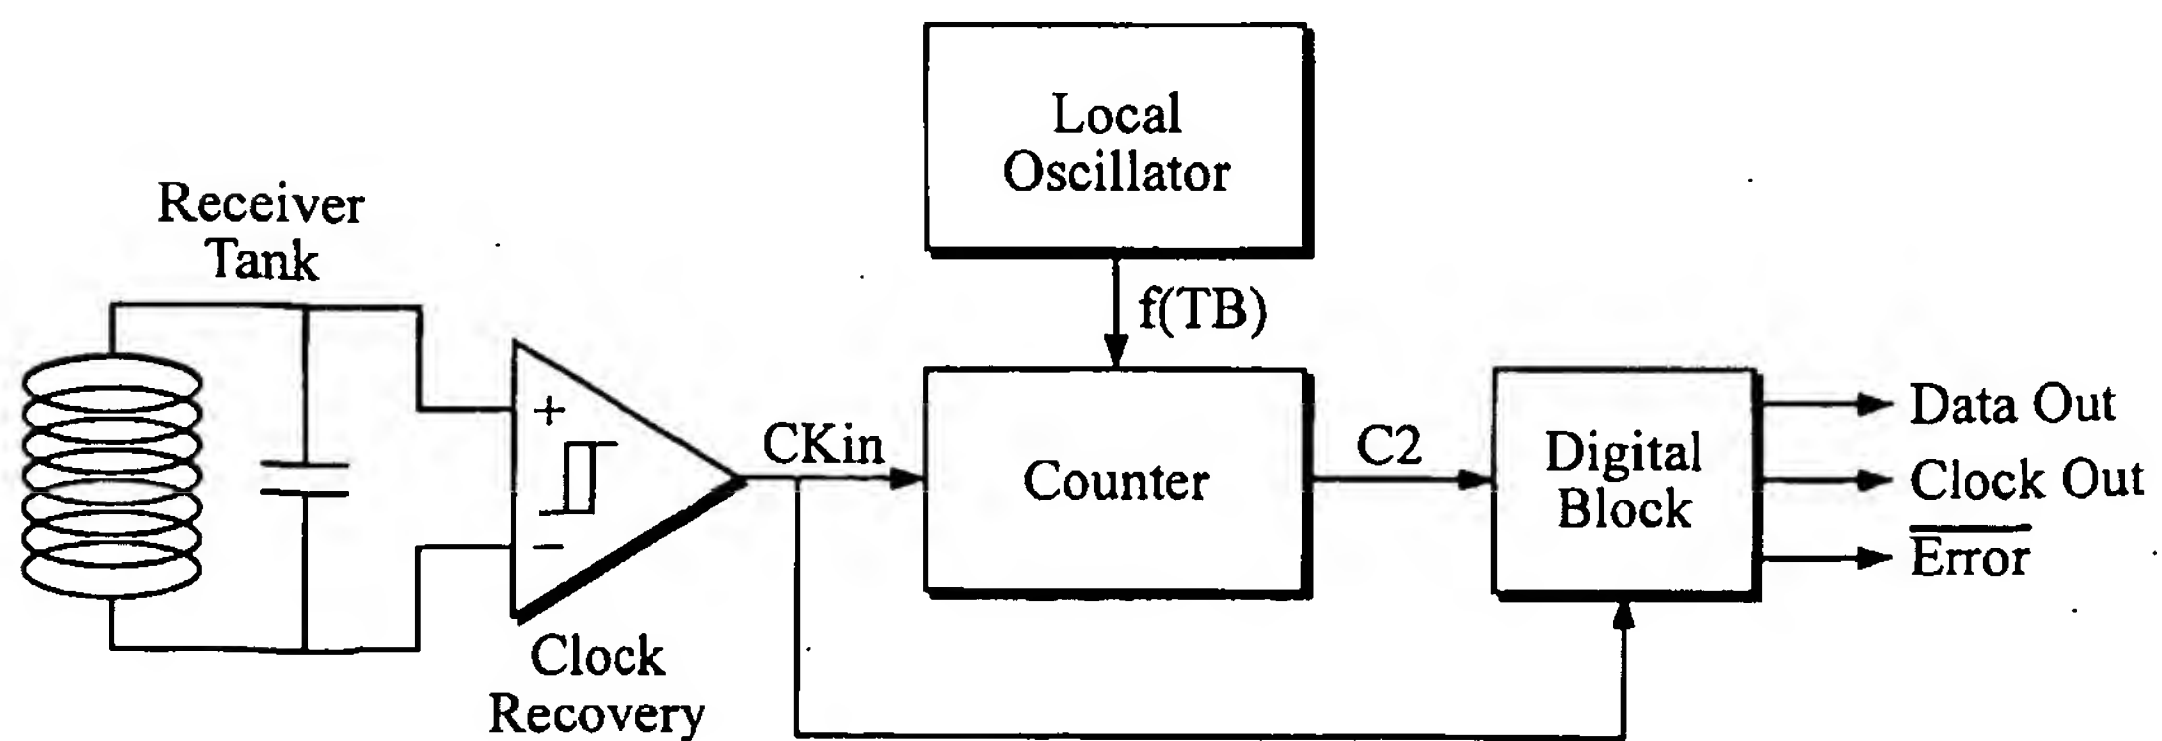 Local
Oscillator
Receiver
Tank
f(TB)
+
−
CKin
Counter
C2
Digital
Block
Data Out
Clock Out
Error
Clock
Recovery